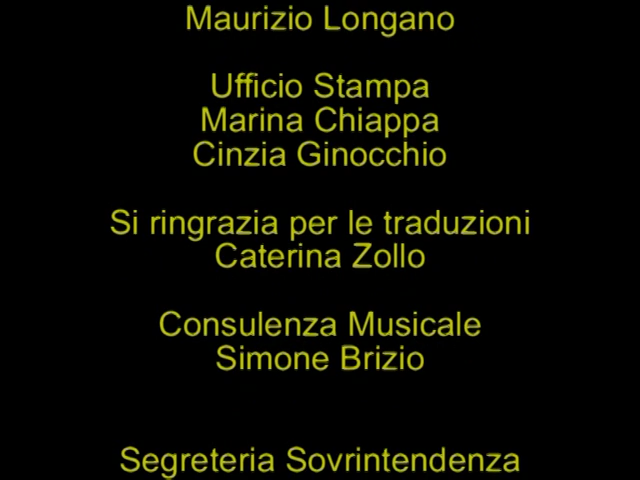 Maurizio Longano
Ufficio Stampa
Marina Chiappa
Cinzia Ginocchio
Si ringrazia per le traduzioni
Caterina Zollo
Consulenza Musicale
Simone Brizio
Segreteria Sovrintendenza